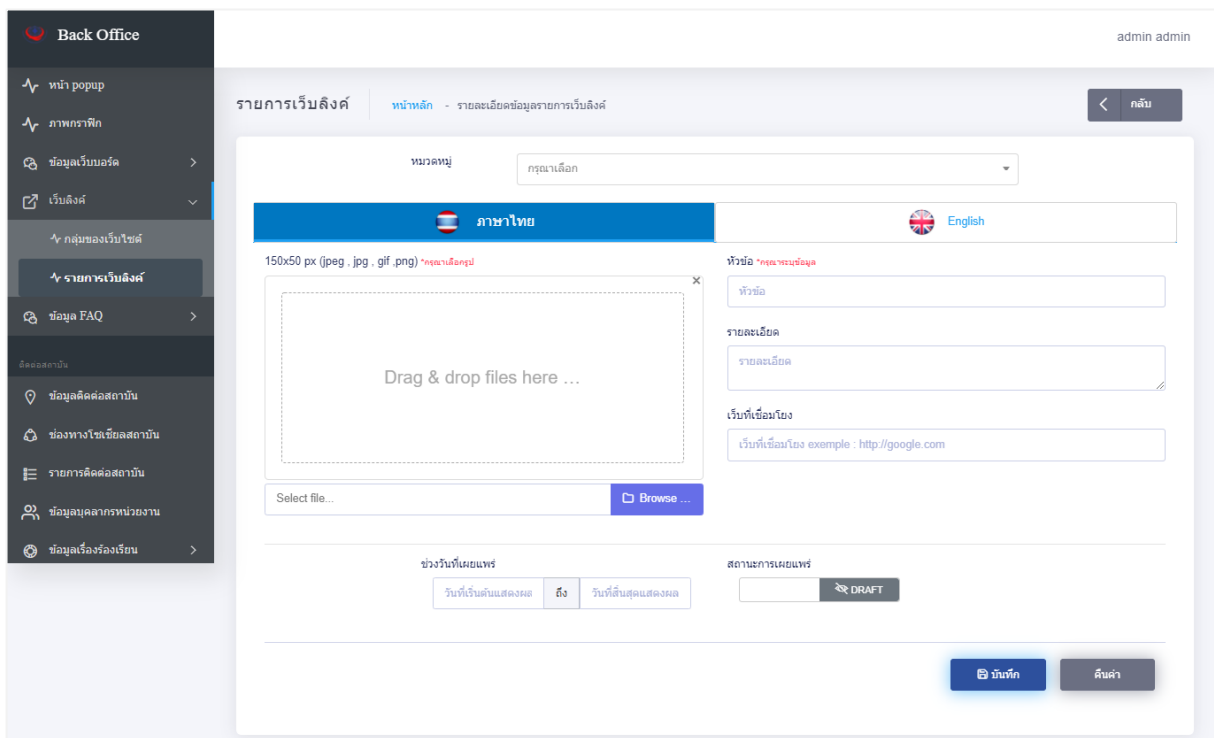 Back Office
admin admin
หน้า popup
ภาพกราฟิก
ข้อมูลเว็บบอร์ด
เว็บลิงค์
กลุ่มของเว็บไซต์
รายการเว็บลิงค์
ข้อมูล FAQ
ติดต่อสถาบัน
ข้อมูลติดต่อสถาบัน
ช่องทางโซเชียลสถาบัน
รายการติดต่อสถาบัน
ข้อมูลบุคลากรหน่วยงาน
ข้อมูลเรื่องร้องเรียน
รายการเว็บลิงค์ หน้าหลัก - รายละเอียดข้อมูลรายการเว็บลิงค์
กลับ
หมวดหมู่ กรุณาเลือก
ภาษาไทย English
150x50 px (jpeg , jpg , gif ,png) *กรุณาเลือกรูป
Drag & drop files here …
Select file... Browse …
หัวข้อ *กรุณาระบุข้อมูล
หัวข้อ
รายละเอียด
รายละเอียด
เว็บที่เชื่อมโยง
เว็บที่เชื่อมโยง exemple : http://google.com
ช่วงวันที่เผยแพร่
วันที่เริ่มต้นแสดงผล ถึง วันที่สิ้นสุดแสดงผล
สถานะการเผยแพร่
DRAFT
บันทึก คืนค่า